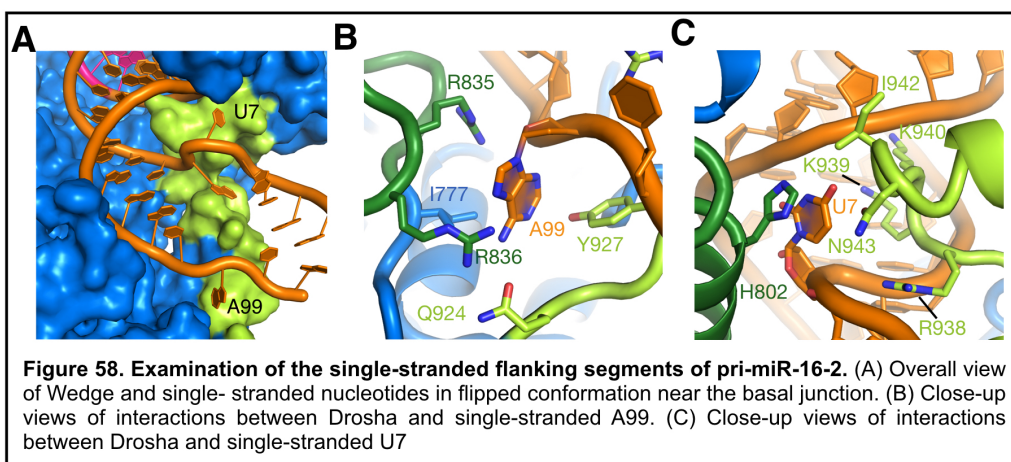 A
B
C
U7
A99
R835
I777
A99
R836
Y927
Q924
I942
K940
K939
U7
N943
H802
R938
Figure 58. Examination of the single-stranded flanking segments of pri-miR-16-2. (A) Overall view
of Wedge and single- stranded nucleotides in flipped conformation near the basal junction. (B) Close-up
views of interactions between Drosha and single-stranded A99. (C) Close-up views of interactions
between Drosha and single-stranded U7